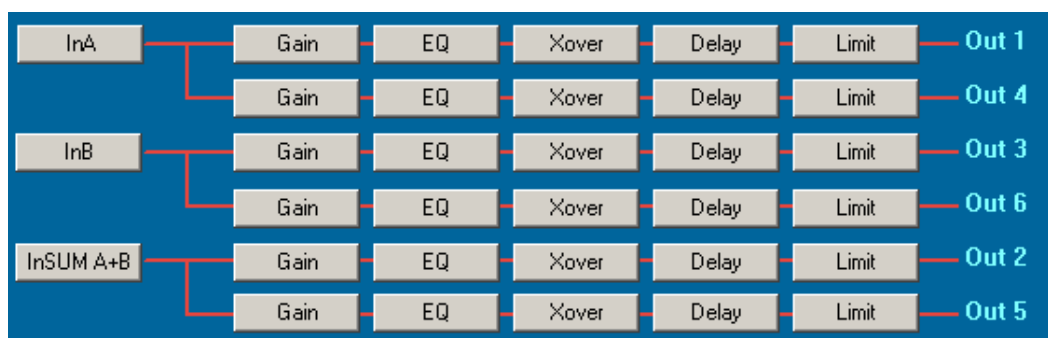 InA Gain EQ Xover Delay Limit Out 1
Gain EQ Xover Delay Limit Out 4
InB Gain EQ Xover Delay Limit Out 3
Gain EQ Xover Delay Limit Out 6
InSUM A+B Gain EQ Xover Delay Limit Out 2
Gain EQ Xover Delay Limit Out 5